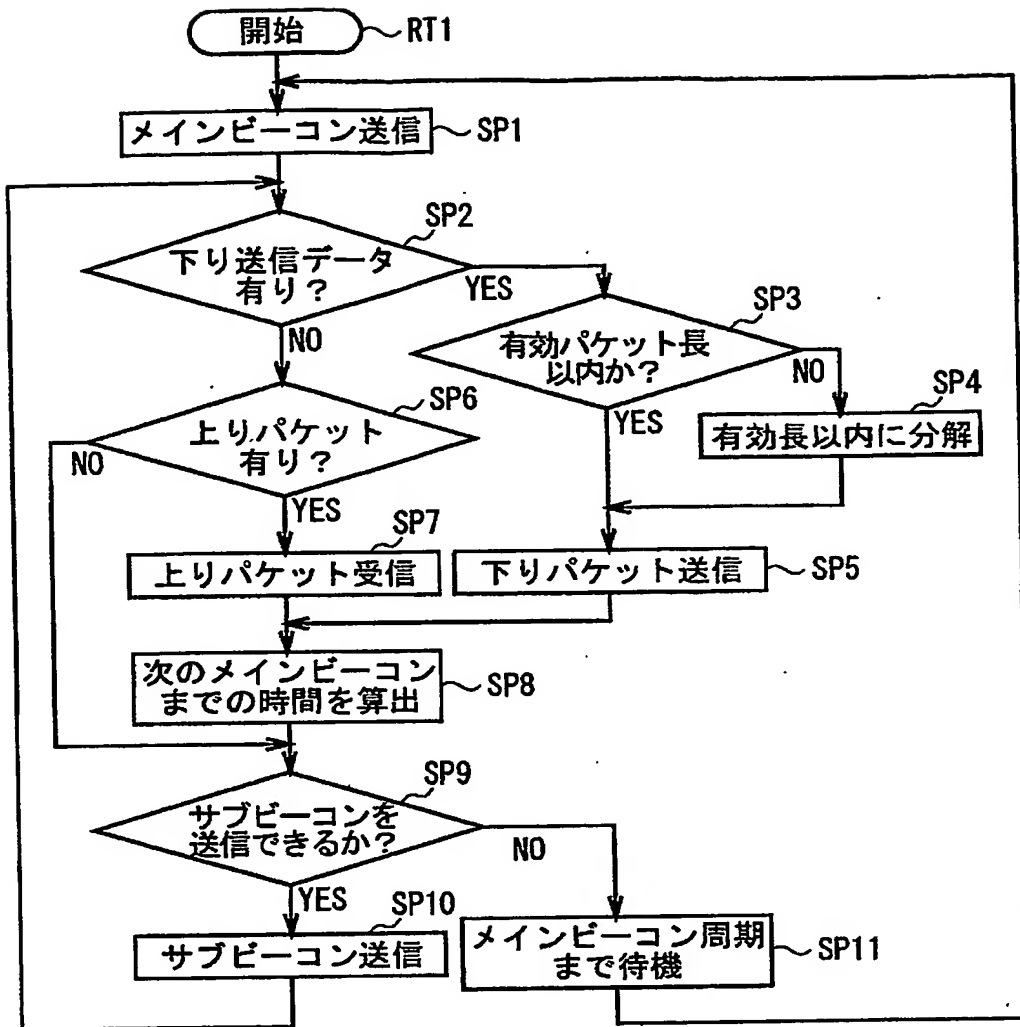 開始
RT1
メインビーコン送信
SP1
SP2
下り送信データ
有り?
YES
NO
SP3
有効パケット長
以内か?
NO
YES
SP4
有効長以内に分解
SP6
上りパケット
有り?
NO
YES
SP7
上りパケット受信
下りパケット送信
SP5
次のメインビーコン
までの時間を算出
SP8
SP9
サブビーコンを
送信できるか?
NO
YES
SP10
サブビーコン送信
メインビーコン周期
まで待機
SP11